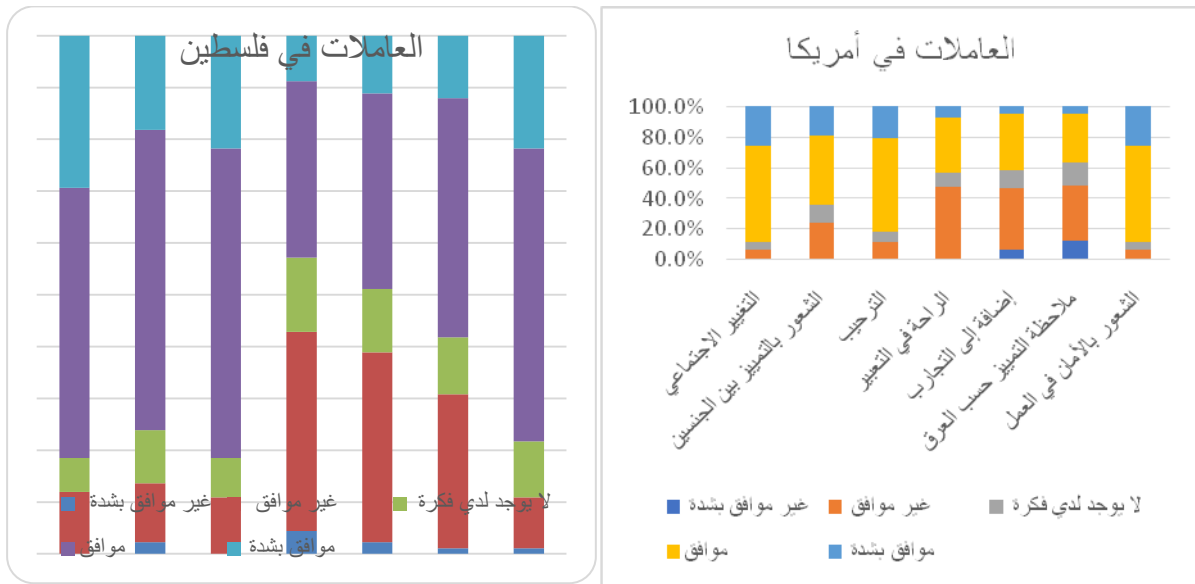 العاملات في فلسطين
غير موافق بشدة
غير موافق
لا يوجد لدي فكرة
موافق
موافق بشدة
العاملات في أمريكا
100.0%
80.0%
60.0%
40.0%
20.0%
0.0%
التغيير الاجتماعي
الشعور بالتمييز بين الجنسين
الترحيب
الراحة في التعبير
إضافة إلى التجارب
ملاحظة التمييز حسب العرق
الشعور بالأمان في العمل
غير موافق بشدة
غير موافق
لا يوجد لدي فكرة
موافق
موافق بشدة